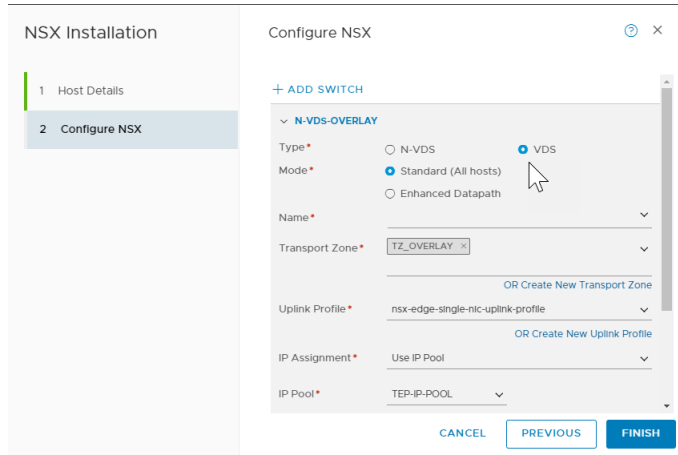 NSX Installation
Configure NSX
1 Host Details
2 Configure NSX
+ ADD SWITCH
N-VDS-OVERLAY
Type* N-VDS VDS
Mode* Standard (All hosts)
Enhanced Datapath
Name*
Transport Zone* TZ_OVERLAY ×
OR Create New Transport Zone
Uplink Profile* nsx-edge-single-nic-uplink-profile
OR Create New Uplink Profile
IP Assignment* Use IP Pool
IP Pool* TEP-IP-POOL
CANCEL PREVIOUS FINISH